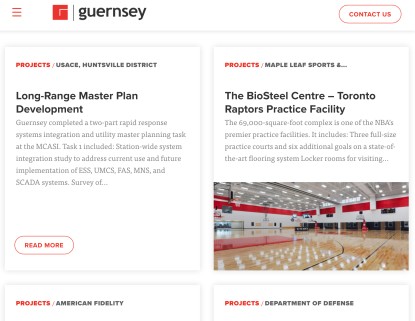 guernsey
CONTACT US
PROJECTS / USACE, HUNTSVILLE DISTRICT
Long-Range Master Plan
Development
Guernsey completed a two-part rapid response
systems integration and utility master planning task
at the MCASI. Task 1 included: Station-wide system
integration study to address current use and future
implementation of ESS, UMCS, FAS, MNS, and
SCADA systems. Survey of...
READ MORE
PROJECTS / MAPLE LEAF SPORTS &...
The BioSteel Centre – Toronto
Raptors Practice Facility
The 69,000-square-foot complex is one of the NBA's
premier practice facilities. It includes: Three full-size
practice courts and six additional goals on a state-of-
the-art flooring system Locker rooms for visiting...
PROJECTS / AMERICAN FIDELITY
PROJECTS / DEPARTMENT OF DEFENSE